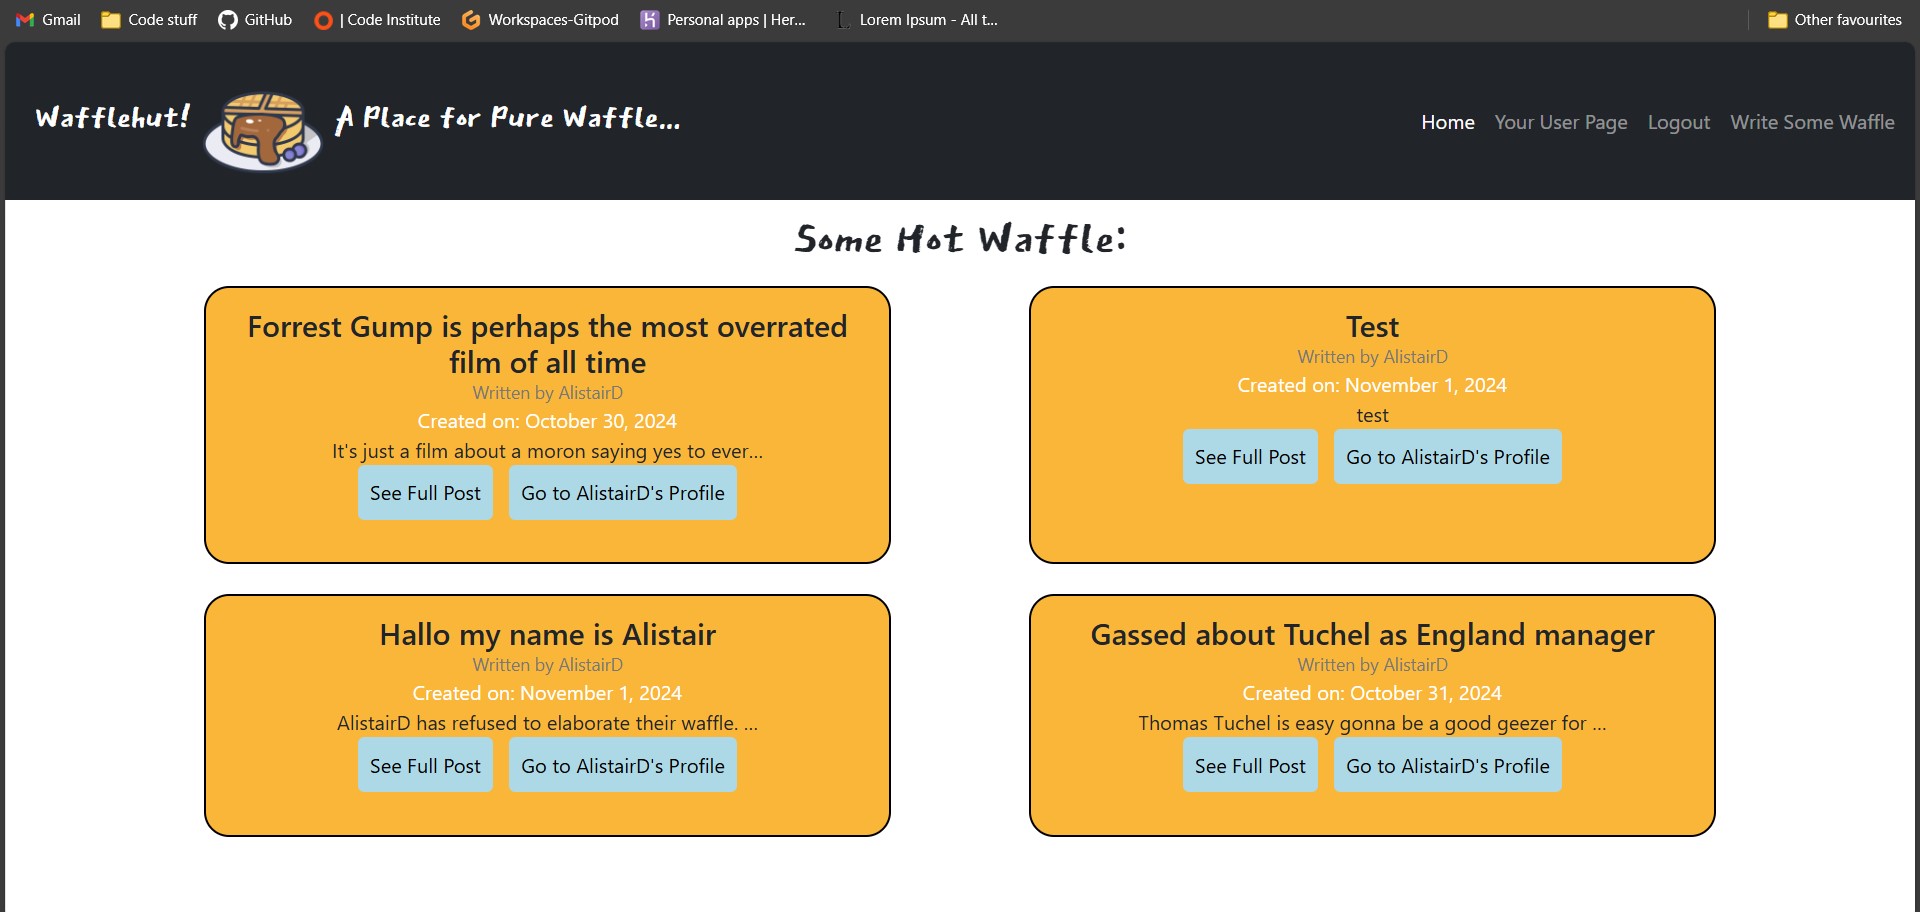 Gmail Code stuff GitHub | Code Institute Workspaces-Gitpod Personal apps | Her... Lorem Ipsum - All t... Other favourites
Wafflehut! A Place for Pure Waffle... Home Your User Page Logout Write Some Waffle
Some Hot Waffle:
Forrest Gump is perhaps the most overrated
film of all time
Written by AlistairD
Created on: October 30, 2024
It's just a film about a moron saying yes to ever...
See Full Post Go to AlistairD's Profile
Test
Written by AlistairD
Created on: November 1, 2024
test
See Full Post Go to AlistairD's Profile
Hallo my name is Alistair
Written by AlistairD
Created on: November 1, 2024
AlistairD has refused to elaborate their waffle. ...
See Full Post Go to AlistairD's Profile
Gassed about Tuchel as England manager
Written by AlistairD
Created on: October 31, 2024
Thomas Tuchel is easy gonna be a good geezer for ...
See Full Post Go to AlistairD's Profile